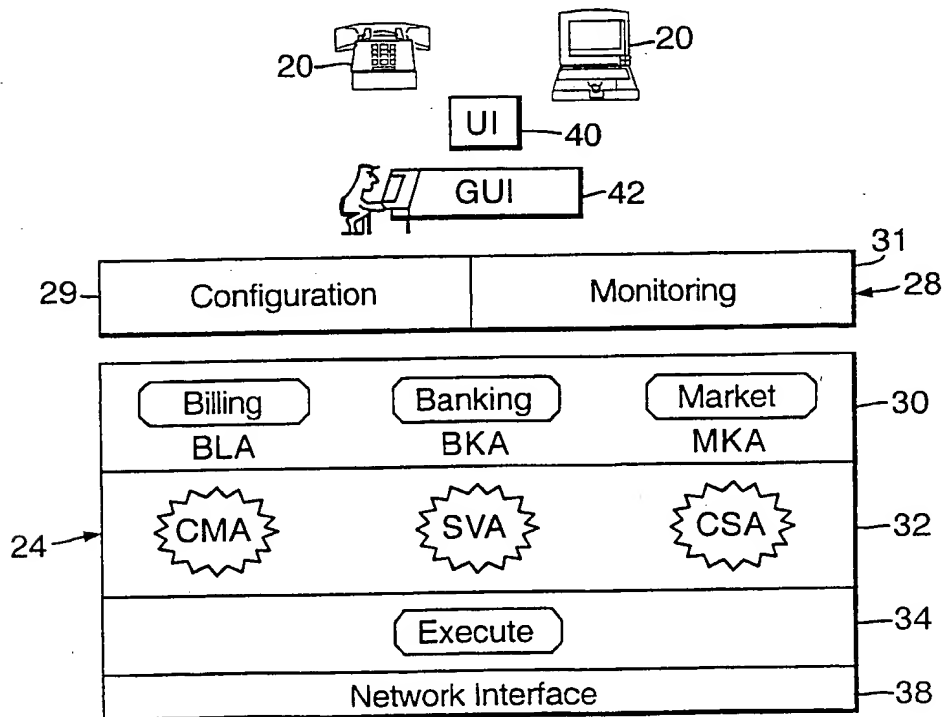 20 20
UI 40
GUI 42
31
29 Configuration Monitoring 28
Billing Banking Market 30
BLA BKA MKA
24 CMA SVA CSA 32
Execute 34
Network Interface 38